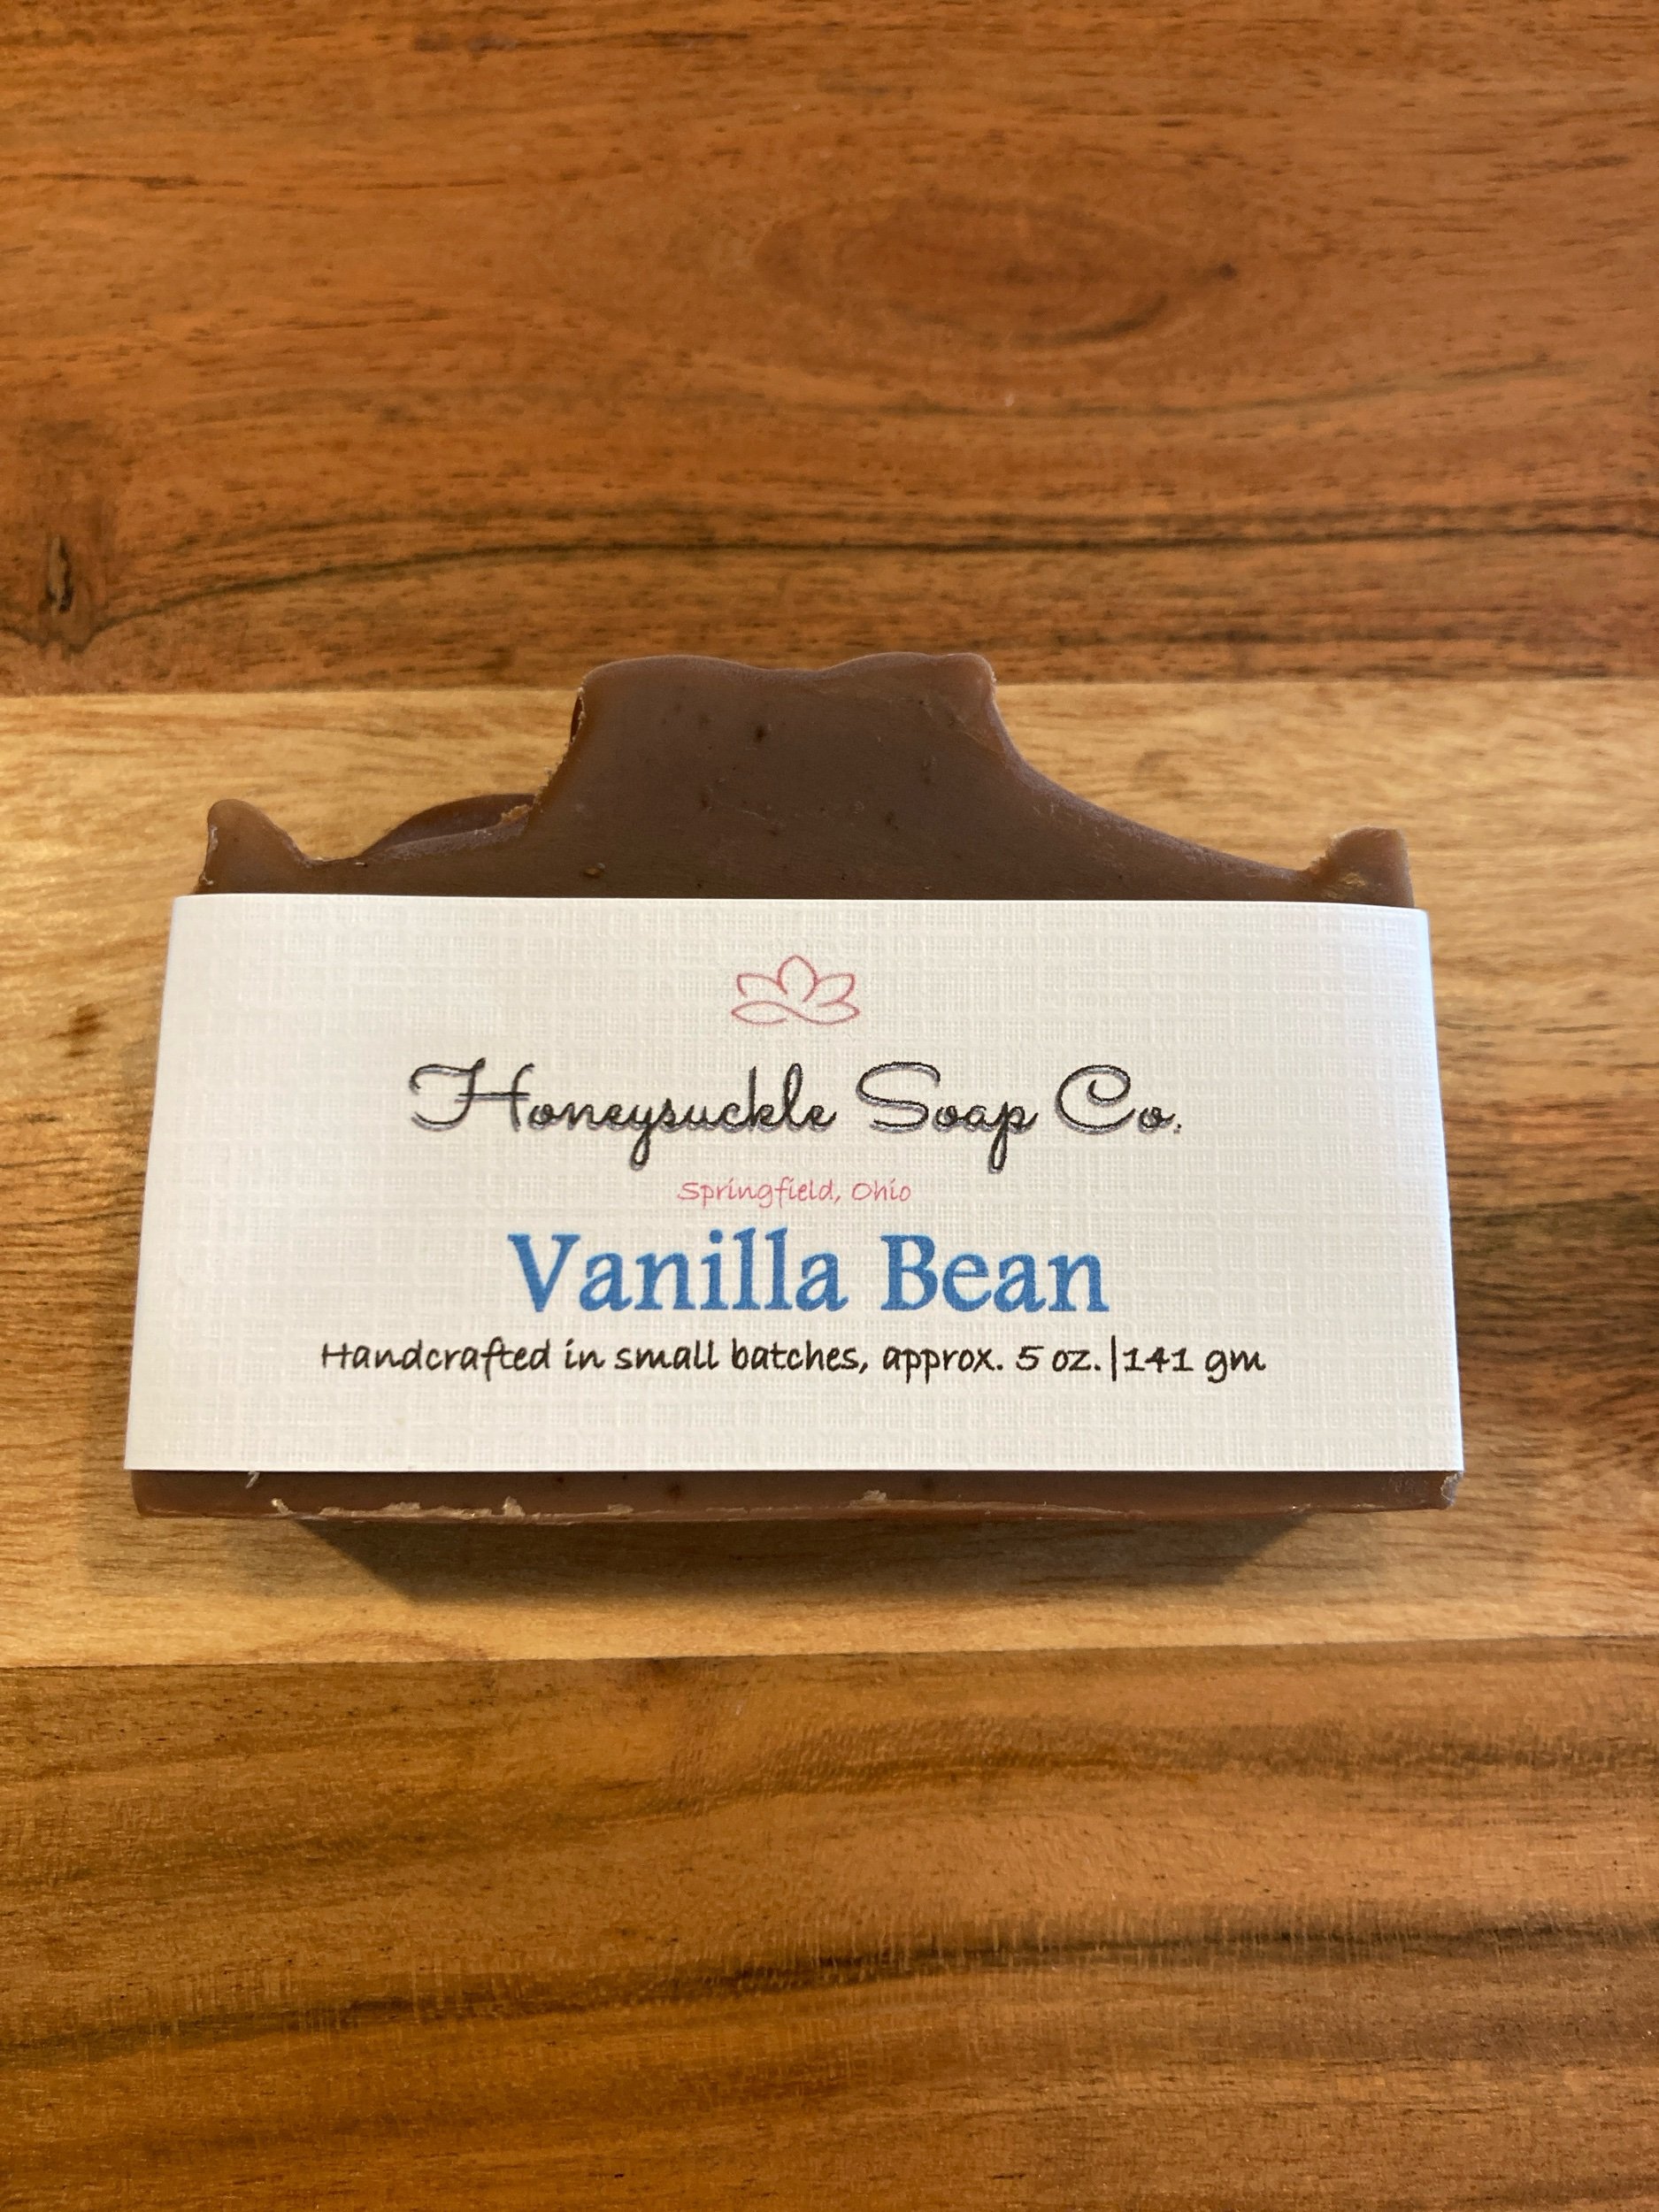 Honeysuckle Soap Co.
Springfield, Ohio
Vanilla Bean
Handcrafted in small batches, approx. 5 oz.|141 gm